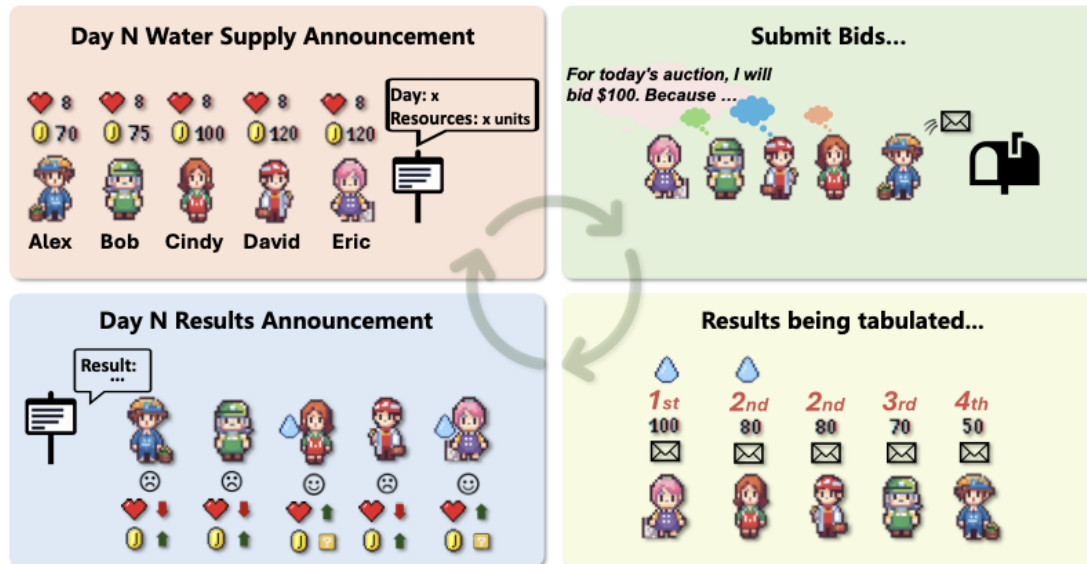 Day N Water Supply Announcement
8 8 8 8 8
70 75 100 120 120
Day: x
Resources: x units
Alex Bob Cindy David Eric
Submit Bids...
For today's auction, I will
bid $100. Because ...
Day N Results Announcement
Result:
...
Results being tabulated...
1st 2nd 2nd 3rd 4th
100 80 80 70 50